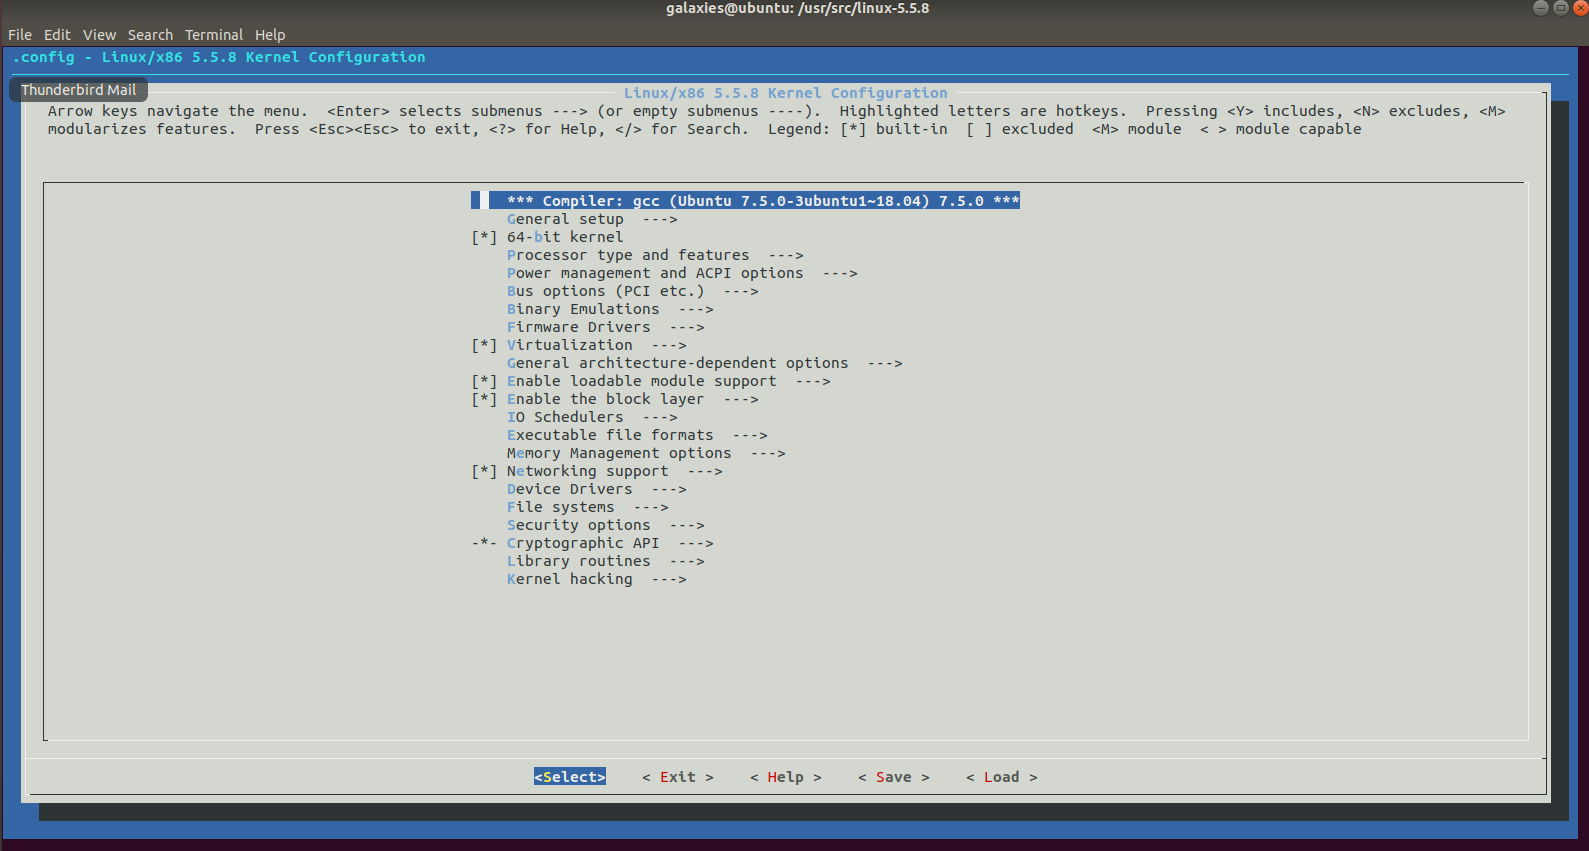 galaxies@ubuntu: /usr/src/linux-5.5.8
File Edit View Search Terminal Help
.config - Linux/x86 5.5.8 Kernel Configuration
Thunderbird Mail
Linux/x86 5.5.8 Kernel Configuration
Arrow keys navigate the menu.  <Enter> selects submenus ---> (or empty submenus ----).  Highlighted letters are hotkeys.  Pressing <Y> includes, <N> excludes, <M>
modularizes features.  Press <Esc><Esc> to exit, <?> for Help, </> for Search.  Legend: [*] built-in  [ ] excluded  <M> module  < > module capable
*** Compiler: gcc (Ubuntu 7.5.0-3ubuntu1~18.04) 7.5.0 ***
General setup  --->
[*] 64-bit kernel
Processor type and features  --->
Power management and ACPI options  --->
Bus options (PCI etc.)  --->
Binary Emulations  --->
Firmware Drivers  --->
[*] Virtualization  --->
General architecture-dependent options  --->
[*] Enable loadable module support  --->
[*] Enable the block layer  --->
IO Schedulers  --->
Executable file formats  --->
Memory Management options  --->
[*] Networking support  --->
Device Drivers  --->
File systems  --->
Security options  --->
-*- Cryptographic API  --->
Library routines  --->
Kernel hacking  --->
<Select>    < Exit >    < Help >    < Save >    < Load >